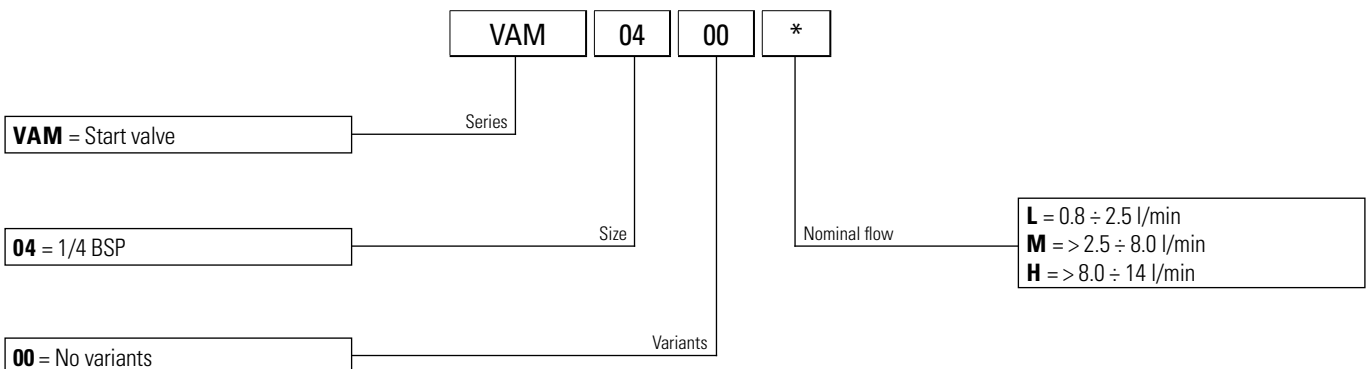 VAM 04 00 *
Series
VAM = Start valve
Size
04 = 1/4 BSP
Nominal flow
L = 0.8 ÷ 2.5 l/min
M = > 2.5 ÷ 8.0 l/min
H = > 8.0 ÷ 14 l/min
Variants
00 = No variants